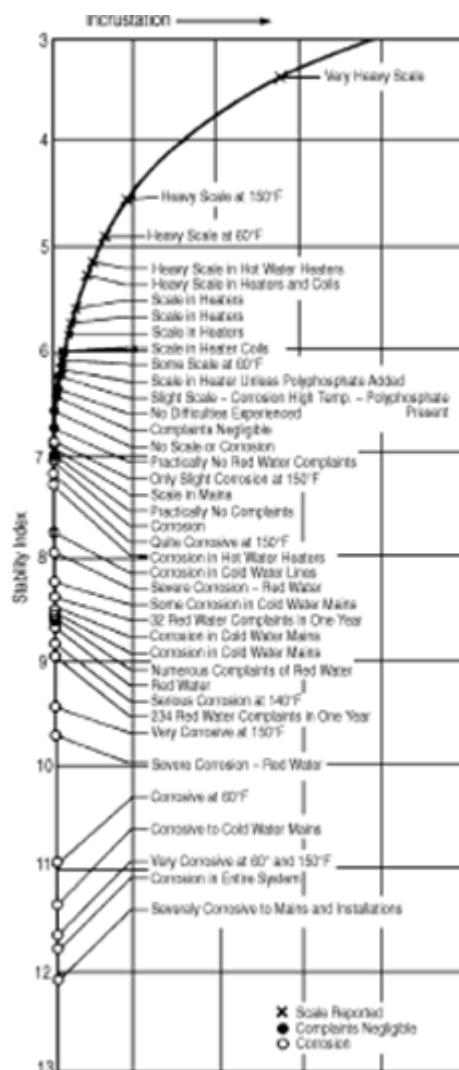 Incrustation
3
Very Heavy Scale
4
Heavy Scale at 150°F
Heavy Scale at 60°F
5
Heavy Scale in Hot Water Heaters
Heavy Scale in Heaters and Coils
Scale in Heaters
Scale in Heaters
Scale in Heaters
6
Scale in Heater Coils
Some Scale at 60°F
Scale in Heater Unless Polyphosphate Added
Slight Scale – Corrosion High Temp. – Polyphosphate
Present
No Difficulties Experienced
Complaints Negligible
No Scale or Corrosion
7
Practically No Red Water Complaints
Only Slight Corrosion at 150°F
Scale in Mains
Practically No Complaints
Corrosion
Quite Corrosive at 150°F
8
Corrosion in Hot Water Heaters
Corrosion in Cold Water Lines
Severe Corrosion – Red Water
Some Corrosion in Cold Water Mains
32 Red Water Complaints in One Year
Corrosion in Cold Water Mains
Corrosion in Cold Water Mains
9
Numerous Complaints of Red Water
Red Water
Serious Corrosion at 140°F
234 Red Water Complaints in One Year
Very Corrosive at 150°F
Severe Corrosion – Red Water
10
Corrosive at 60°F
Corrosive to Cold Water Mains
Very Corrosive at 60° and 150°F
11
Corrosion in Entire System
Severely Corrosive to Mains and Installations
12
Scale Reported
Complaints Negligible
Corrosion
13
Stability Index